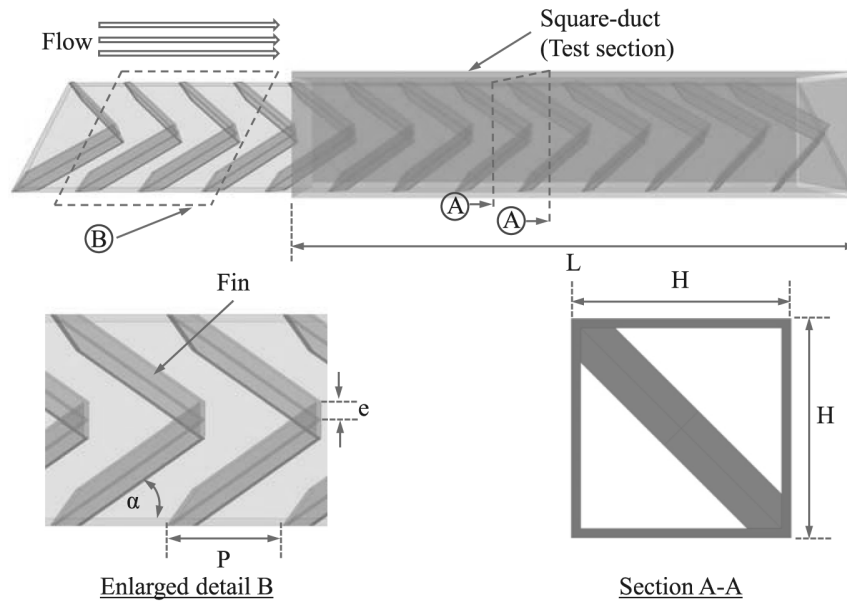 Flow
Square-duct
(Test section)
A
A
B
L
Fin
H
e
H
α
P
Enlarged detail B
Section A-A